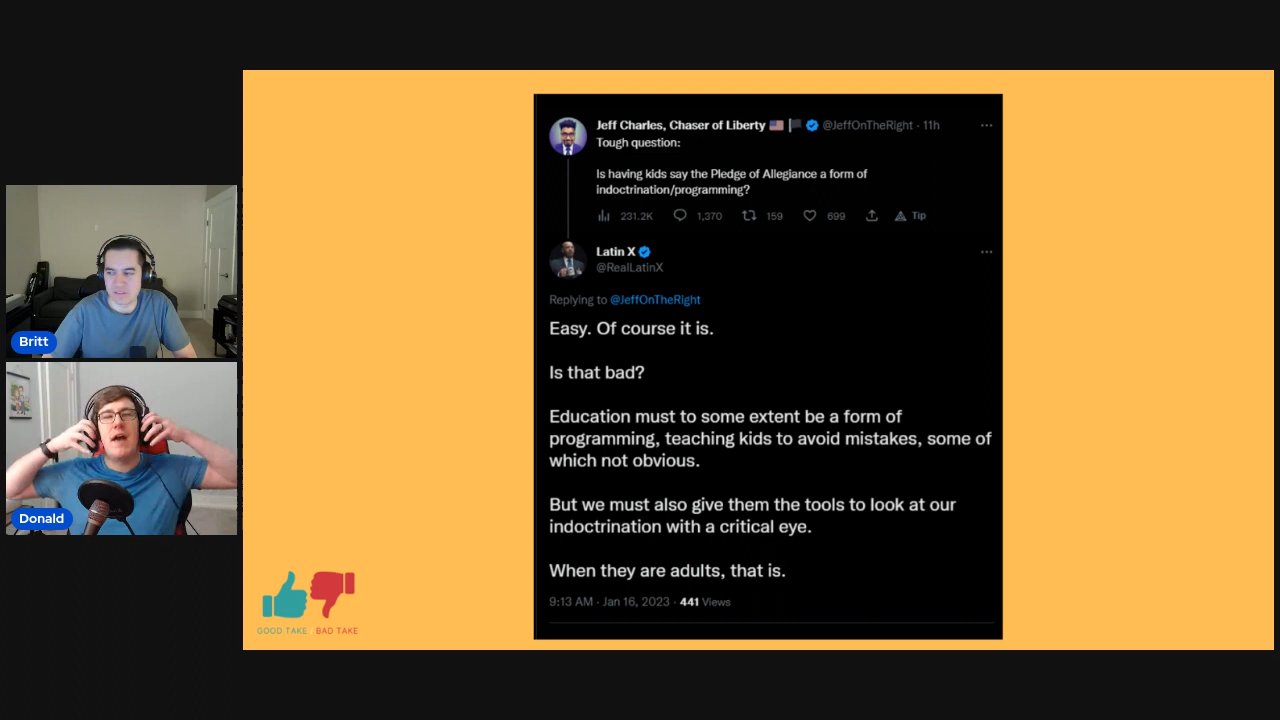 Jeff Charles, Chaser of Liberty @JeffOnTheRight · 11h
Tough question:
Is having kids say the Pledge of Allegiance a form of
indoctrination/programming?
231.2K 1,370 159 699 Tip
Latin X
@RealLatinX
Replying to @JeffOnTheRight
Easy. Of course it is.
Is that bad?
Education must to some extent be a form of
programming, teaching kids to avoid mistakes, some of
which not obvious.
But we must also give them the tools to look at our
indoctrination with a critical eye.
When they are adults, that is.
9:13 AM · Jan 16, 2023 · 441 Views
Britt
Donald
GOOD TAKE / BAD TAKE